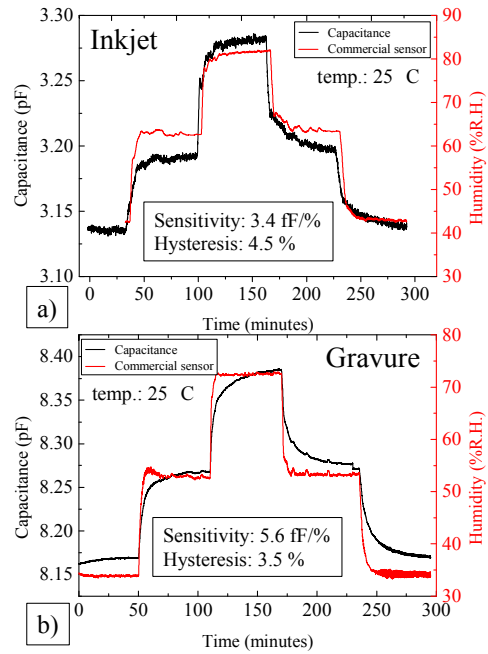 a)
Inkjet
Capacitance
Commercial sensor
temp.: 25 C
Sensitivity: 3.4 fF/%
Hysteresis: 4.5 %
Capacitance (pF)
3.30
3.25
3.20
3.15
3.10
Humidity (%R.H.)
90
80
70
60
50
40
30
0 50 100 150 200 250 300
Time (minutes)
b)
Gravure
Capacitance
Commercial sensor
temp.: 25 C
Sensitivity: 5.6 fF/%
Hysteresis: 3.5 %
Capacitance (pF)
8.40
8.35
8.30
8.25
8.20
8.15
Humidity (%R.H.)
80
70
60
50
40
30
0 50 100 150 200 250 300
Time (minutes)